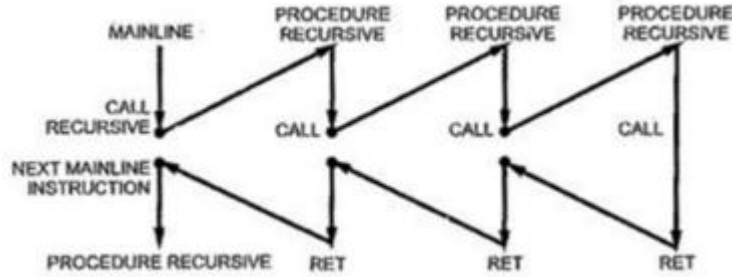 MAINLINE
PROCEDURE
RECURSIVE
PROCEDURE
RECURSIVE
PROCEDURE
RECURSIVE
CALL
RECURSIVE
CALL
CALL
CALL
NEXT MAINLINE
INSTRUCTION
PROCEDURE RECURSIVE
RET
RET
RET